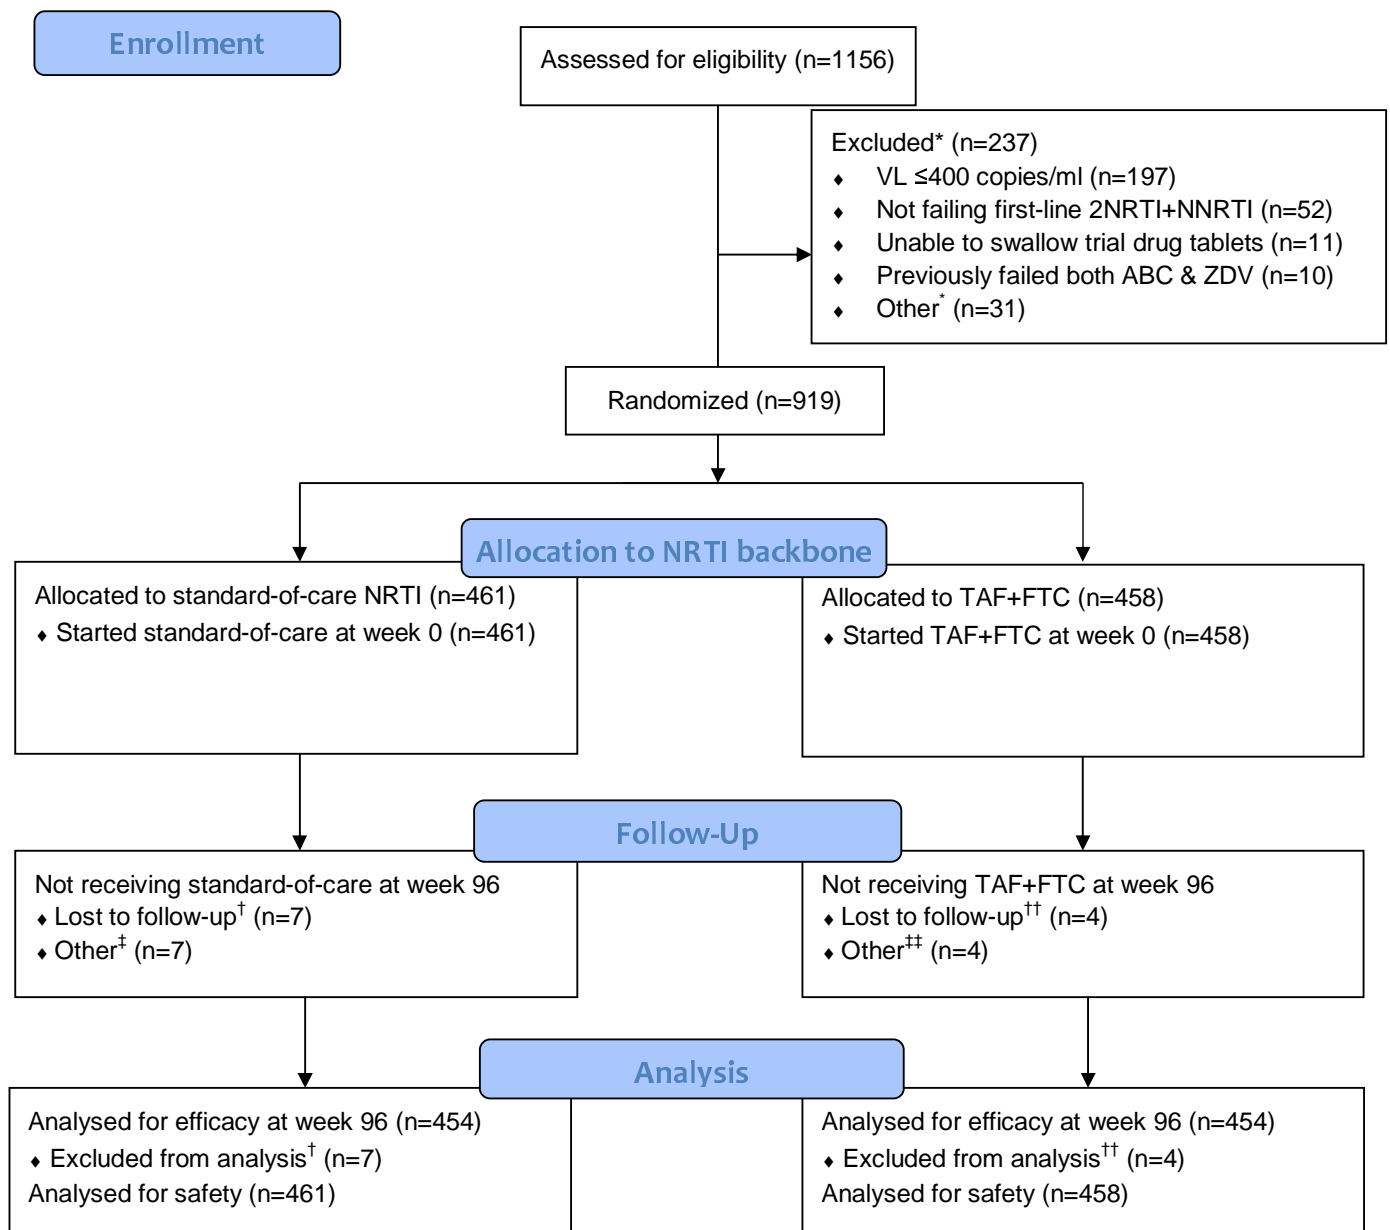 Enrollment
Assessed for eligibility (n=1156)
Excluded* (n=237)
⬧ VL ≤400 copies/ml (n=197)
⬧ Not failing first-line 2NRTI+NNRTI (n=52)
⬧ Unable to swallow trial drug tablets (n=11)
⬧ Previously failed both ABC & ZDV (n=10)
⬧ Other* (n=31)
Randomized (n=919)
Allocation to NRTI backbone
Allocated to standard-of-care NRTI (n=461)
⬧ Started standard-of-care at week 0 (n=461)
Allocated to TAF+FTC (n=458)
⬧ Started TAF+FTC at week 0 (n=458)
Follow-Up
Not receiving standard-of-care at week 96
⬧ Lost to follow-up† (n=7)
⬧ Other‡ (n=7)
Not receiving TAF+FTC at week 96
⬧ Lost to follow-up†† (n=4)
⬧ Other‡‡ (n=4)
Analysis
Analysed for efficacy at week 96 (n=454)
⬧ Excluded from analysis† (n=7)
Analysed for safety (n=461)
Analysed for efficacy at week 96 (n=454)
⬧ Excluded from analysis†† (n=4)
Analysed for safety (n=458)